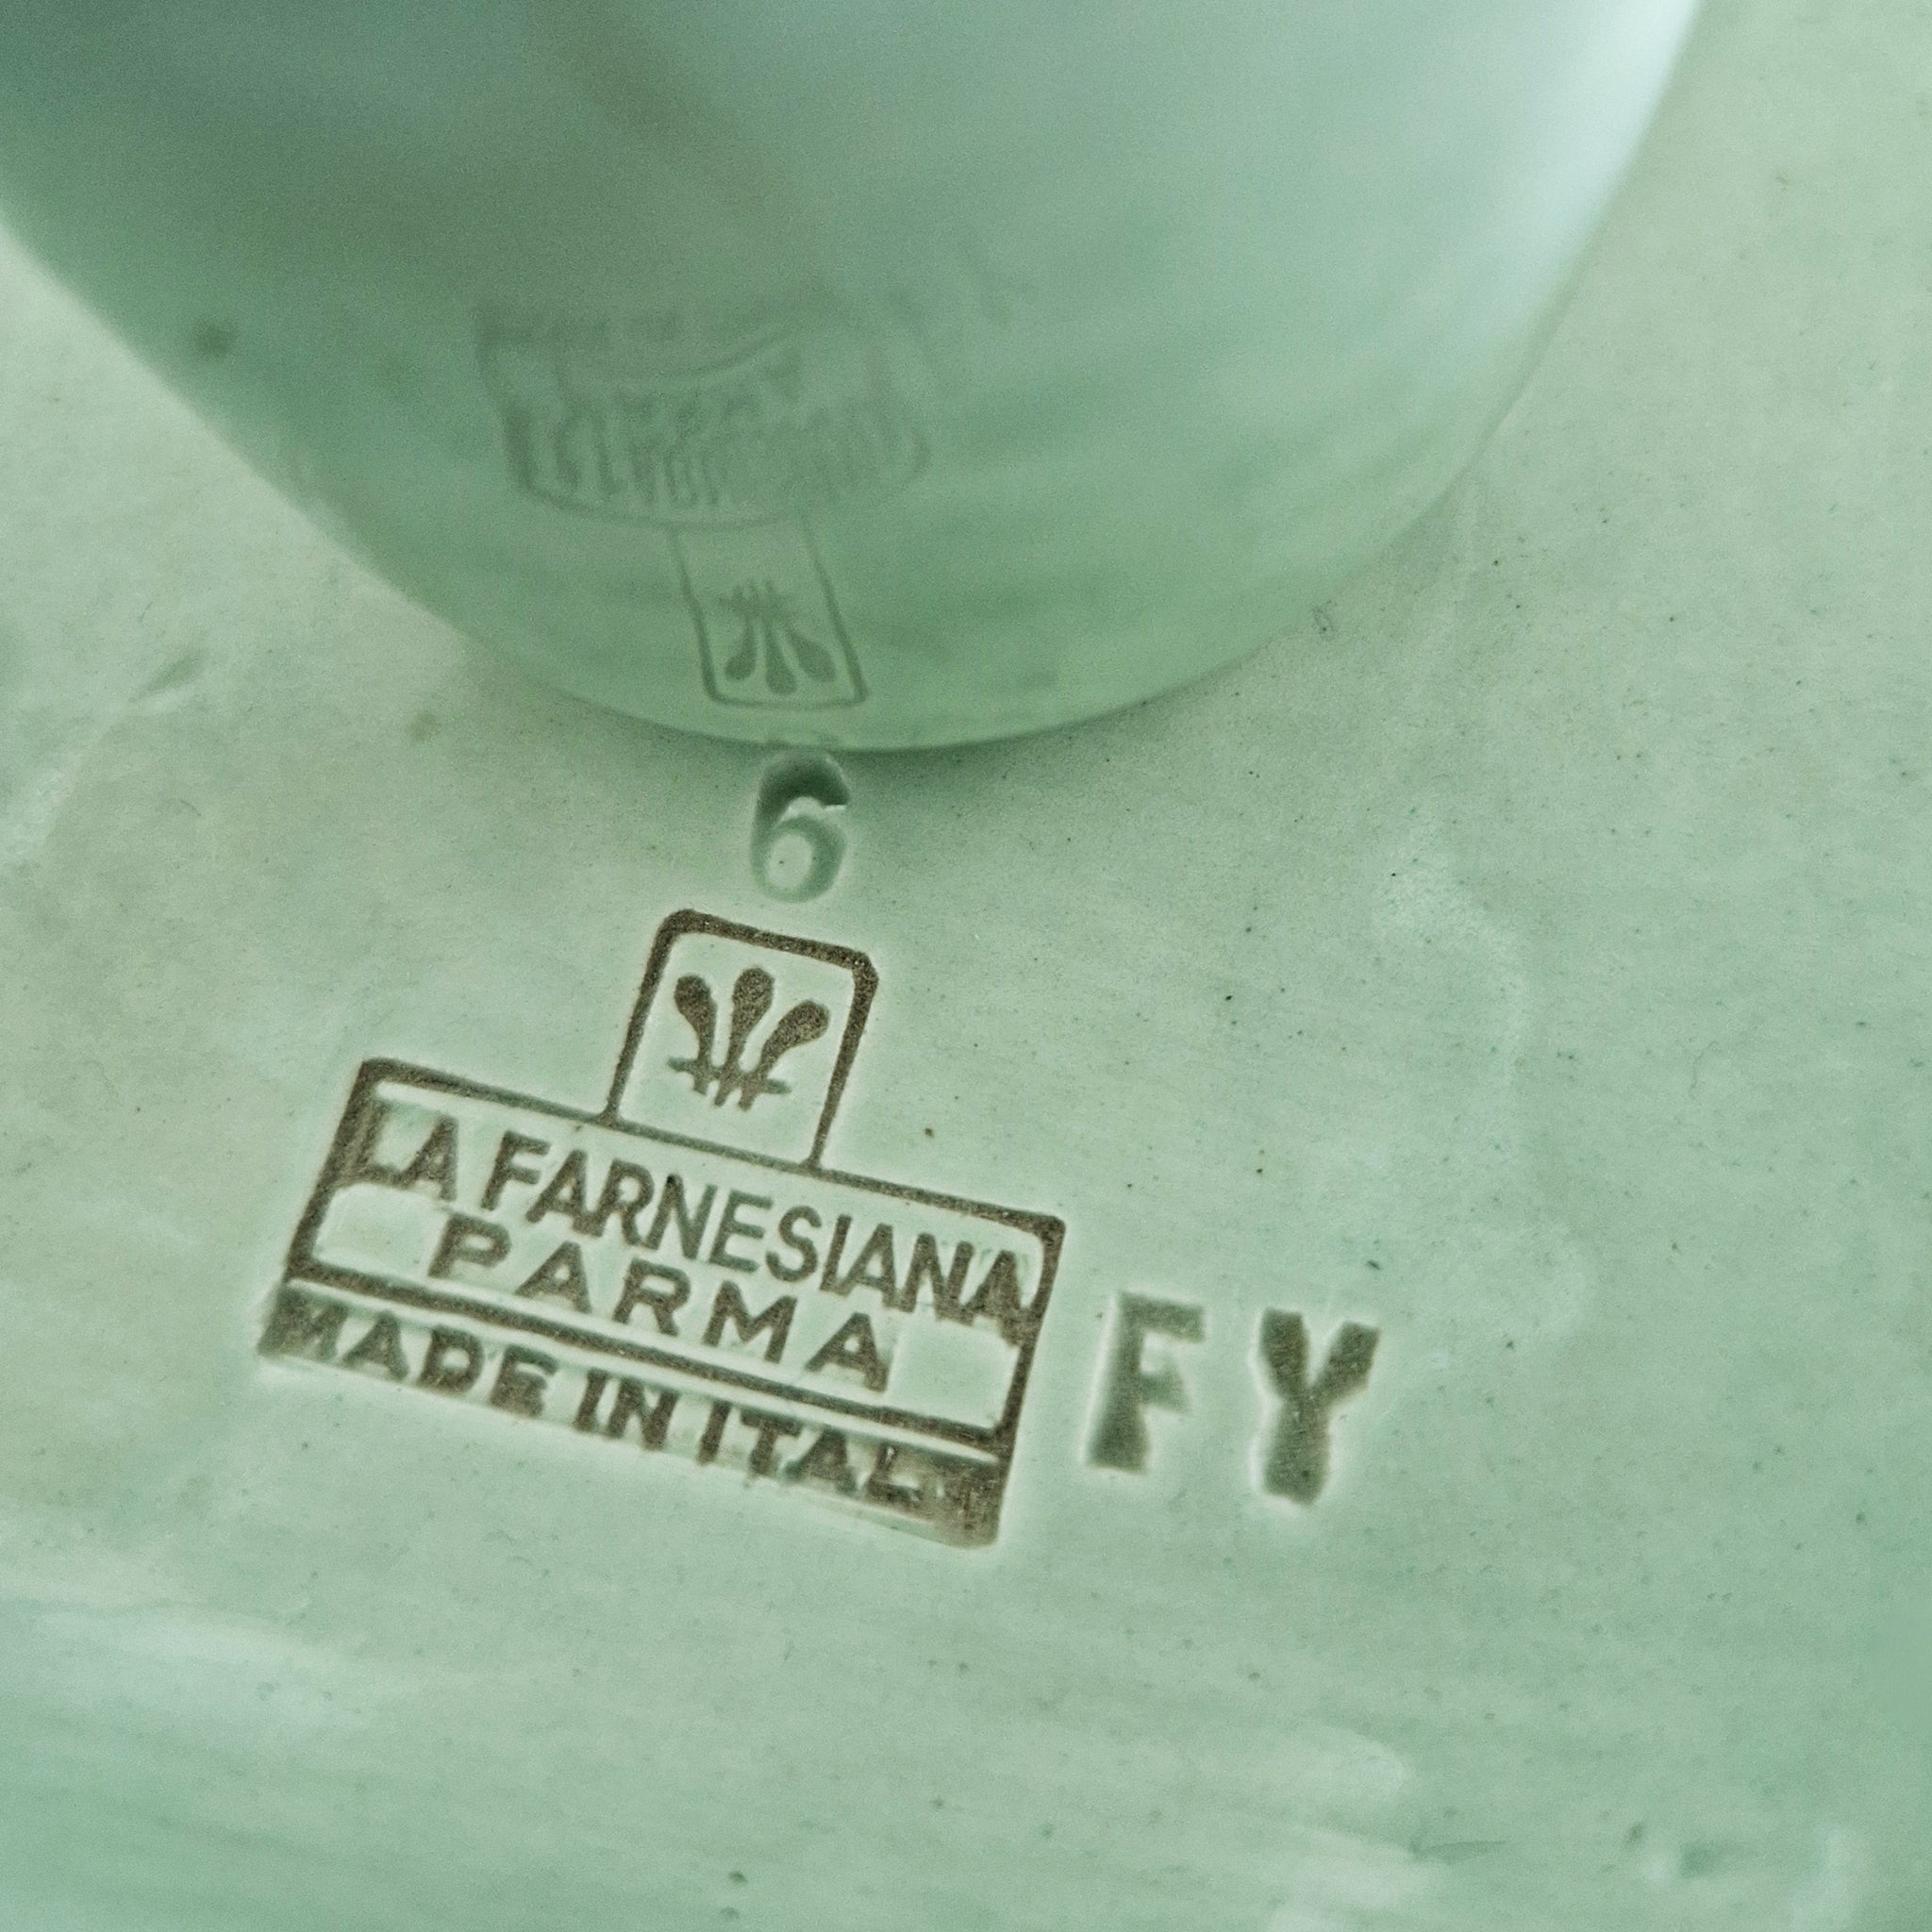 6
LA FARNESIANA
PARMA
MADE IN ITALY
FY